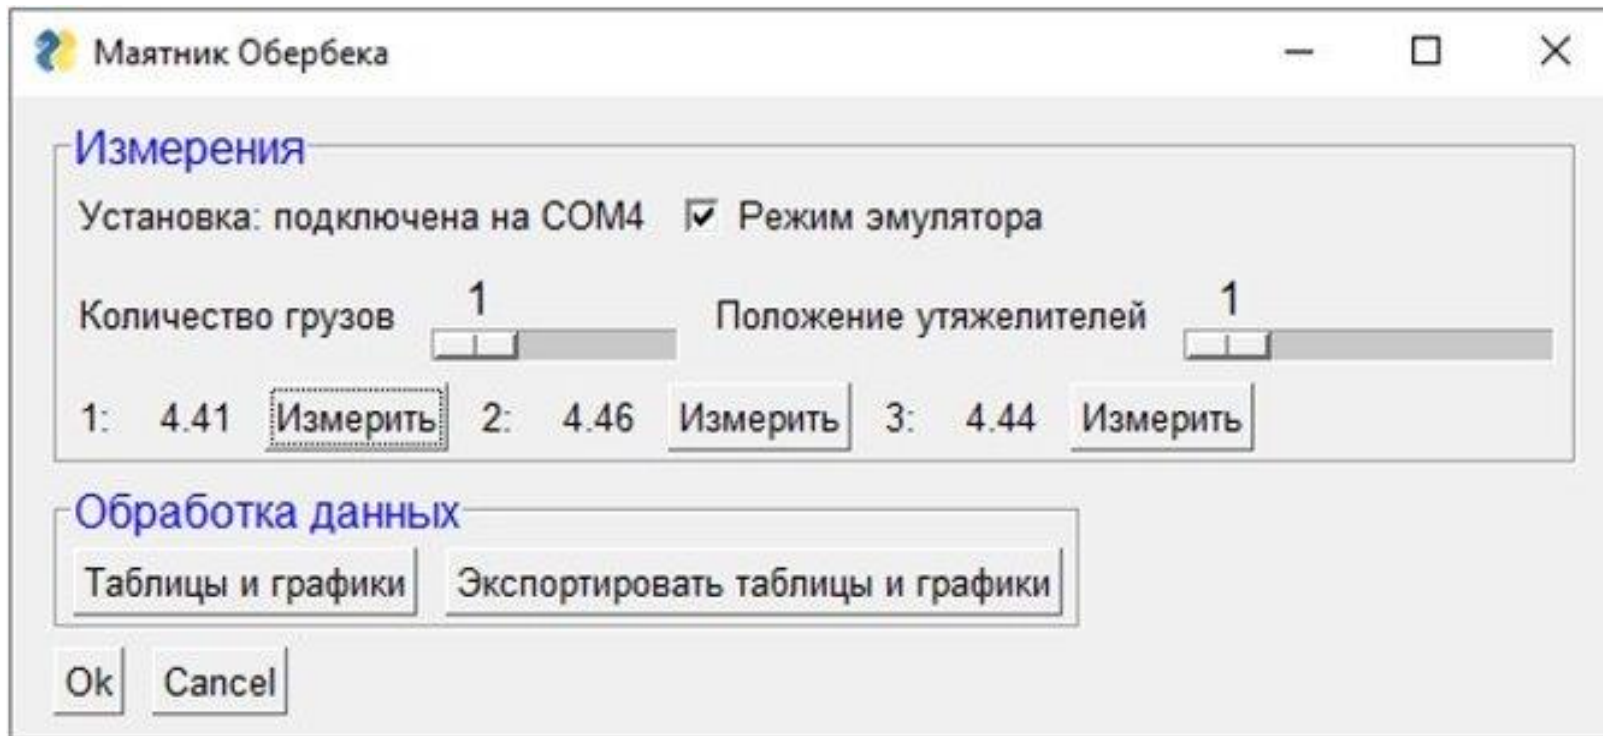 Маятник Обербека
Измерения
Установка: подключена на COM4 Режим эмулятора
Количество грузов 1 Положение утяжелителей 1
1: 4.41 Измерить 2: 4.46 Измерить 3: 4.44 Измерить
Обработка данных
Таблицы и графики Экспортировать таблицы и графики
Ok Cancel